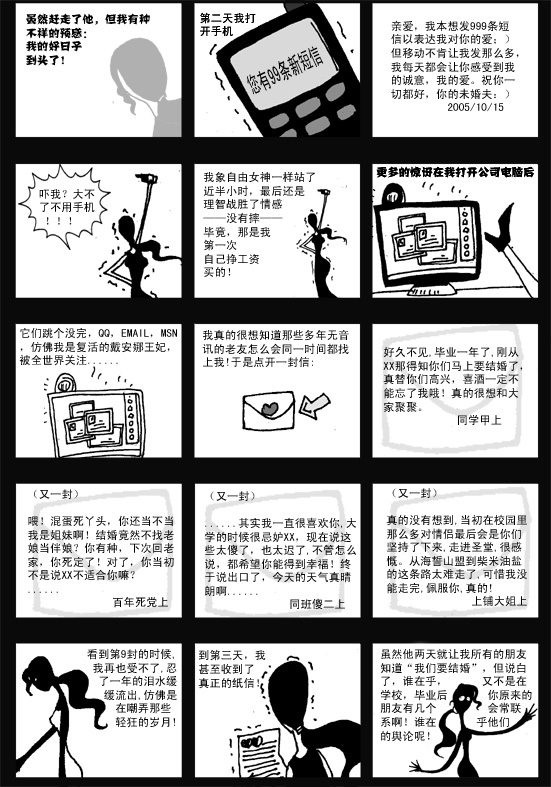 虽然赶走了他，但我有种
不祥的预感：
我的好日子
到头了！
第二天我打
开手机
您有99条新短信
亲爱，我本想发999条短
信以表达我对你的爱；）
但移动不肯让我发那么多，
我每天都会让你感受到我
的诚意，我的爱。祝你一
切都好，你的未婚夫；）
2005/10/15
吓我？大不
了不用手机
！！！
我象自由女神一样站了
近半小时，最后还是
理智战胜了情感
——没有摔——
毕竟，那是我
第一次
自己挣工资
买的！
更多的惊讶在我打开公司电脑后
它们跳个没完，QQ，EMAIL，MSN
，仿佛我是复活的戴安娜王妃，
被全世界关注......
我真的很想知道那些多年无音
讯的老友怎么会同一时间都找
上我！于是点开一封信：
好久不见，毕业一年了，刚从
XX那得知你们马上要结婚了，
真替你们高兴，喜酒一定不
能忘了我哦！真的很想和大
家聚聚。
同学甲上
（又一封）
喂！混蛋死丫头，你还当不当
我是姐妹啊！结婚竟然不找老
娘当伴娘？你有种，下次回老
家，你死定了！对了，你当初
不是说XX不适合你嘛？
......
百年死党上
（又一封）
......其实我一直很喜欢你，大
学的时候很忌妒XX，现在说这
些太傻了，也太迟了，不管怎么
说，都希望你能得到幸福！终
于说出口了，今天的天气真晴
朗啊......
同班傻二上
（又一封）
真的没有想到，当初在校园里
那么多对情侣最后会是你们
坚持了下来，走进圣堂，很感
慨。从海誓山盟到柴米油盐
的这条路太难走了，可惜我没
能走完，佩服你，真的！
上铺大姐上
看到第9封的时候，
我再也受不了，忍
了一年的泪水缓
缓流出，仿佛是
在嘲弄那些
轻狂的岁月！
到第三天，我
甚至收到了
真正的纸信！
虽然他两天就让我所有的朋友
知道“我们要结婚”，但说白
了，谁在乎， 又不是在
学校，毕业后 你原来的
朋友有几个 会常联
系啊！谁在 乎他们
的舆论呢！